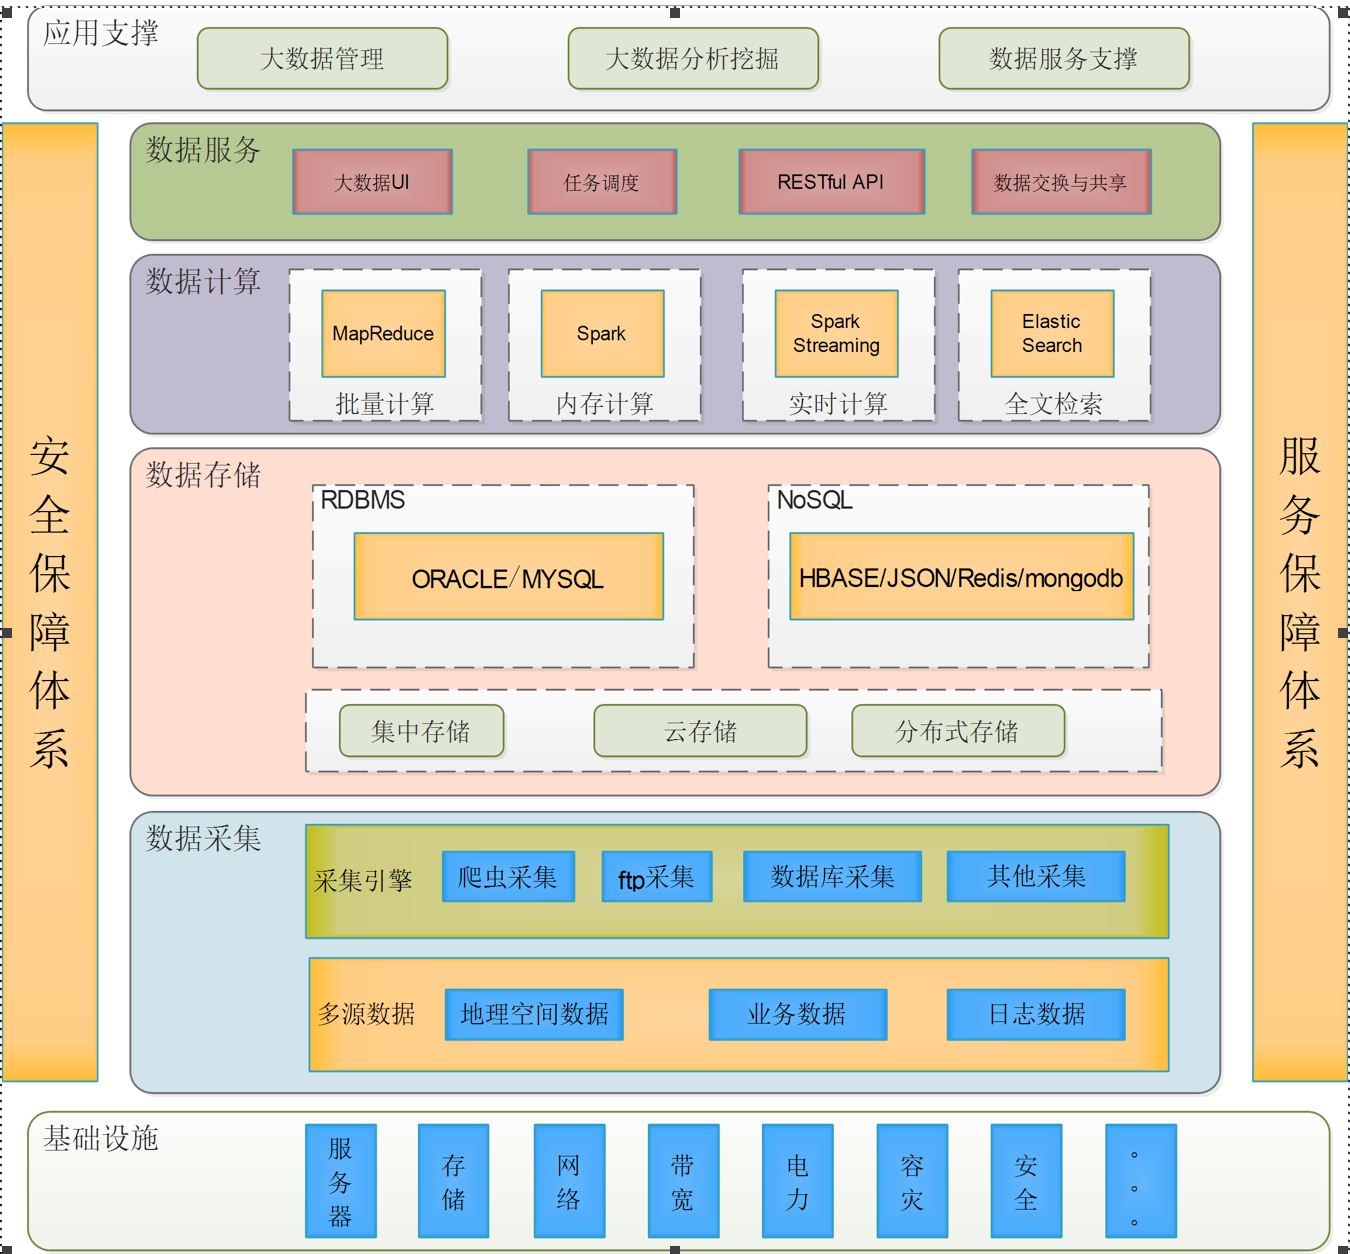 应用支撑
大数据管理
大数据分析挖掘
数据服务支撑
安全保障体系
数据服务
大数据UI
任务调度
RESTful API
数据交换与共享
数据计算
MapReduce
批量计算
Spark
内存计算
Spark
Streaming
实时计算
Elastic
Search
全文检索
数据存储
RDBMS
ORACLE/MYSQL
NoSQL
HBASE/JSON/Redis/mongodb
集中存储
云存储
分布式存储
数据采集
采集引擎
爬虫采集
ftp采集
数据库采集
其他采集
多源数据
地理空间数据
业务数据
日志数据
服务保障体系
基础设施
服务器
存储
网络
带宽
电力
容灾
安全
。。。